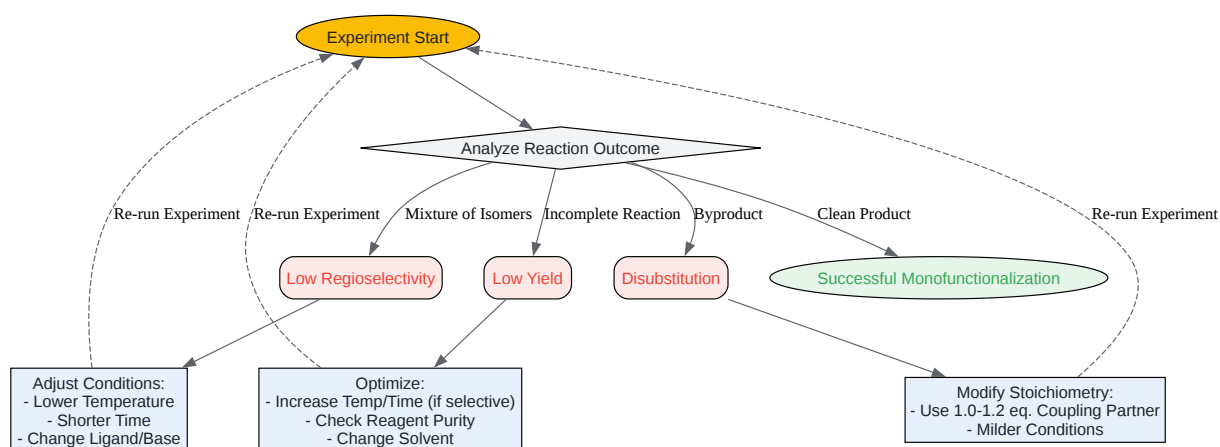 Experiment Start
Analyze Reaction Outcome
Re-run Experiment
Re-run Experiment
Mixture of Isomers
Incomplete Reaction
Byproduct
Clean Product
Re-run Experiment
Low Regioselectivity
Low Yield
Disubstitution
Successful Monofunctionalization
Adjust Conditions:
- Lower Temperature
- Shorter Time
- Change Ligand/Base
Optimize:
- Increase Temp/Time (if selective)
- Check Reagent Purity
- Change Solvent
Modify Stoichiometry:
- Use 1.0-1.2 eq. Coupling Partner
- Milder Conditions